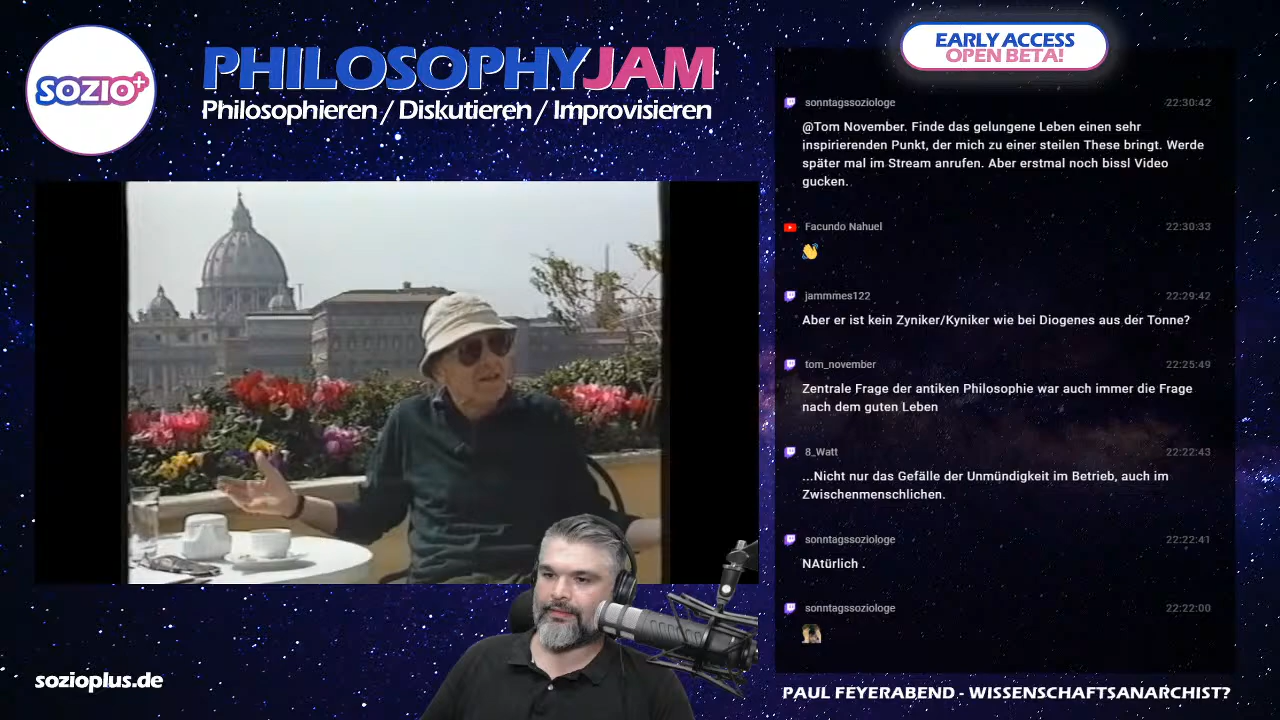 SOZIO+
PHILOSOPHYJAM
Philosophieren / Diskutieren / Improvisieren
EARLY ACCESS
OPEN BETA!
sonntagssoziologe 22:30:42
@Tom November. Finde das gelungene Leben einen sehr
inspirierenden Punkt, der mich zu einer steilen These bringt. Werde
später mal im Stream anrufen. Aber erstmal noch bissl Video
gucken.
Facundo Nahuel 22:30:33
jammmes122 22:29:42
Aber er ist kein Zyniker/Kyniker wie bei Diogenes aus der Tonne?
tom_november 22:25:49
Zentrale Frage der antiken Philosophie war auch immer die Frage
nach dem guten Leben
8_Watt 22:22:43
...Nicht nur das Gefälle der Unmündigkeit im Betrieb, auch im
Zwischenmenschlichen.
sonntagssoziologe 22:22:41
NAtürlich .
sonntagssoziologe 22:22:00
sozioplus.de
PAUL FEYERABEND - WISSENSCHAFTSANARCHIST?